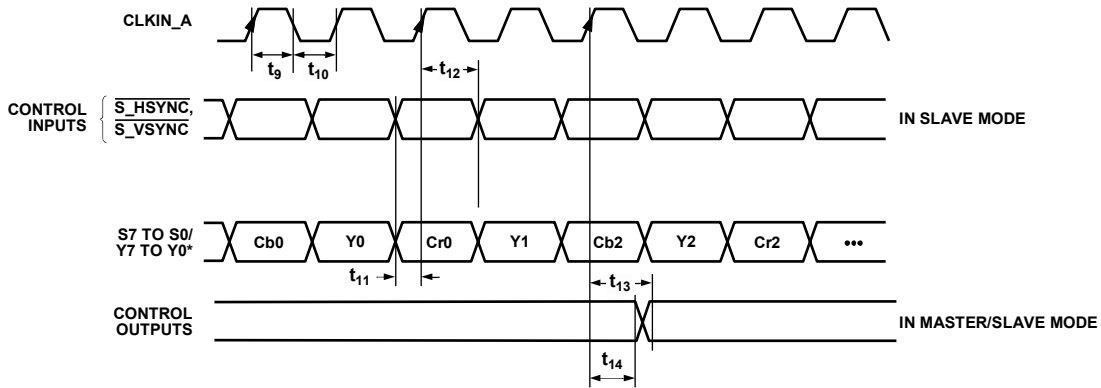 CLKIN_A
t9
t10
t12
CONTROL
INPUTS
S_HSYNC,
S_VSYNC
IN SLAVE MODE
S7 TO S0/
Y7 TO Y0*
Cb0
Y0
Cr0
Y1
Cb2
Y2
Cr2
•••
t11
t13
CONTROL
OUTPUTS
IN MASTER/SLAVE MODE
t14